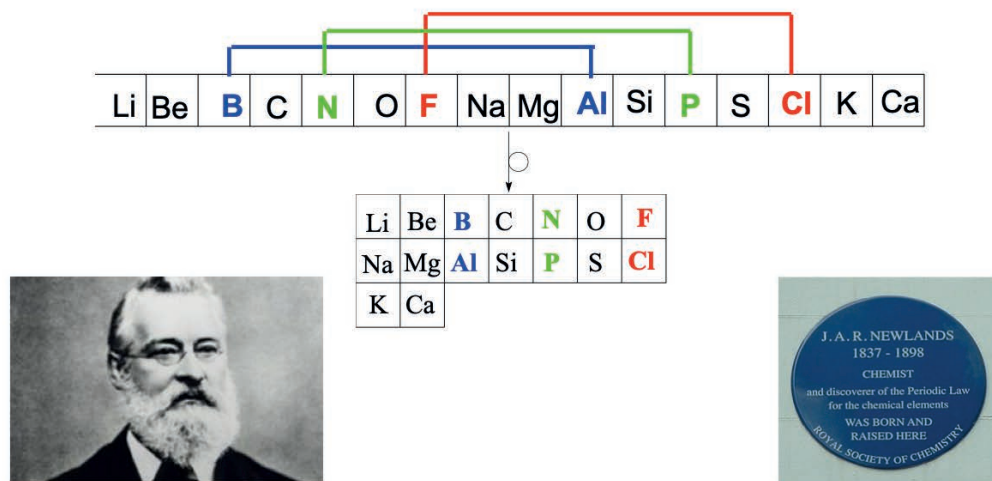 Li Be B C N O F Na Mg Al Si P S Cl K Ca
Li Be B C N O F
Na Mg Al Si P S Cl
K Ca
J.A.R. NEWLANDS
1837 - 1898
CHEMIST
and discoverer of the Periodic Law
for the chemical elements
WAS BORN AND
RAISED HERE
ROYAL SOCIETY OF CHEMISTRY